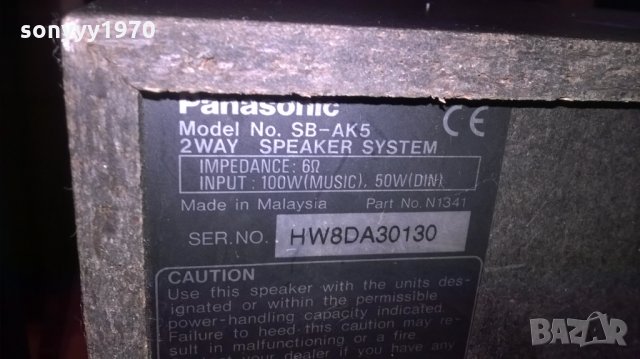 sonyyy1970
Panasonic
Model No. SB-AK5
2WAY SPEAKER SYSTEM
CE
IMPEDANCE: 6Ω
INPUT : 100W(MUSIC), 50W(DIN)
Made in Malaysia Part No. N1341
SER.NO. HW8DA30130
CAUTION
Use this speaker with the units des-
ignated or within the permissible
power-handling capacity indicated.
Failure to heed this caution may re-
sult in malfunctioning or a fire
your dealer if you have any
BAZAR